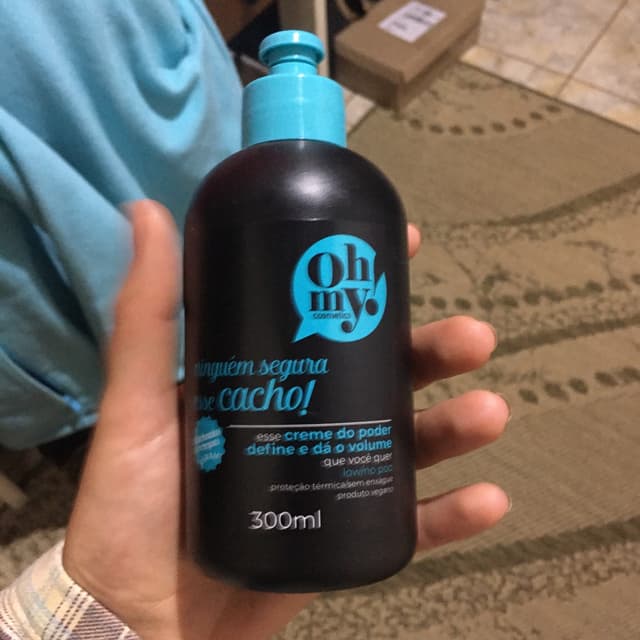 Oh
my!
cosmetics
ninguém segura
esse cacho!
esse creme do poder
define e dá o volume
que você quer
low/no poo
proteção térmica/sem enxágue
produto vegano
300ml